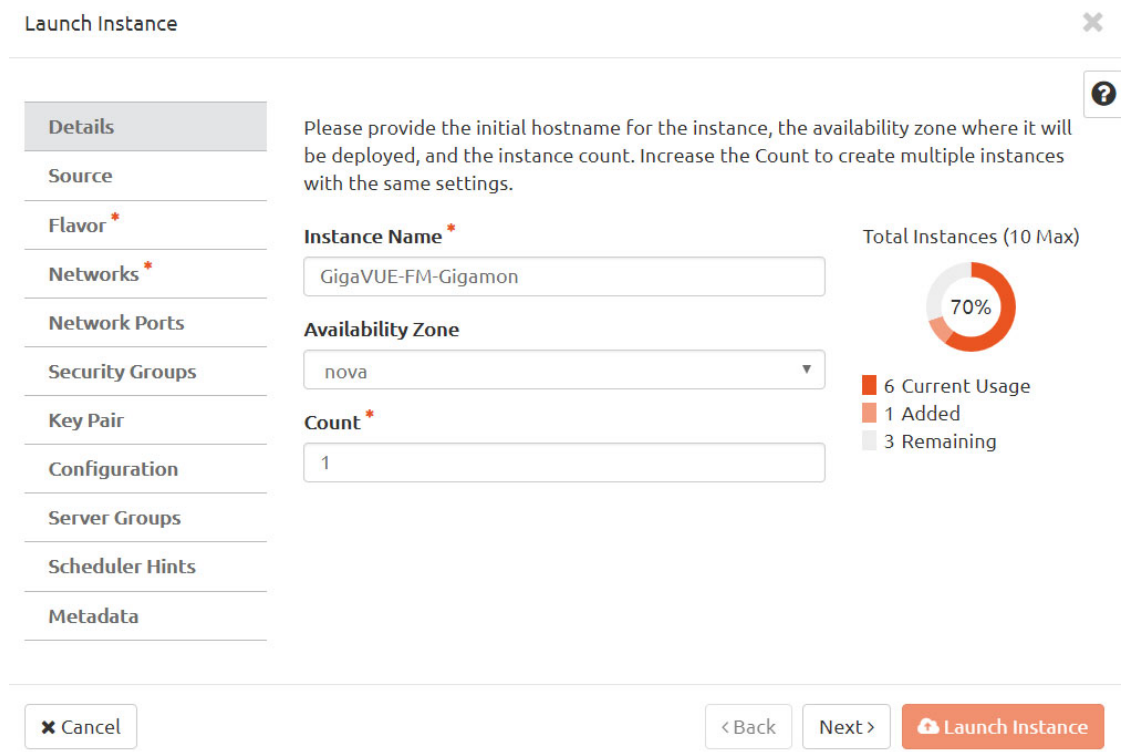 Launch Instance
Details
Source
Flavor *
Networks *
Network Ports
Security Groups
Key Pair
Configuration
Server Groups
Scheduler Hints
Metadata
Please provide the initial hostname for the instance, the availability zone where it will
be deployed, and the instance count. Increase the Count to create multiple instances
with the same settings.
Instance Name *
GigaVUE-FM-Gigamon
Availability Zone
nova
Count *
1
Total Instances (10 Max)
70%
6 Current Usage
1 Added
3 Remaining
Cancel
< Back
Next >
Launch Instance